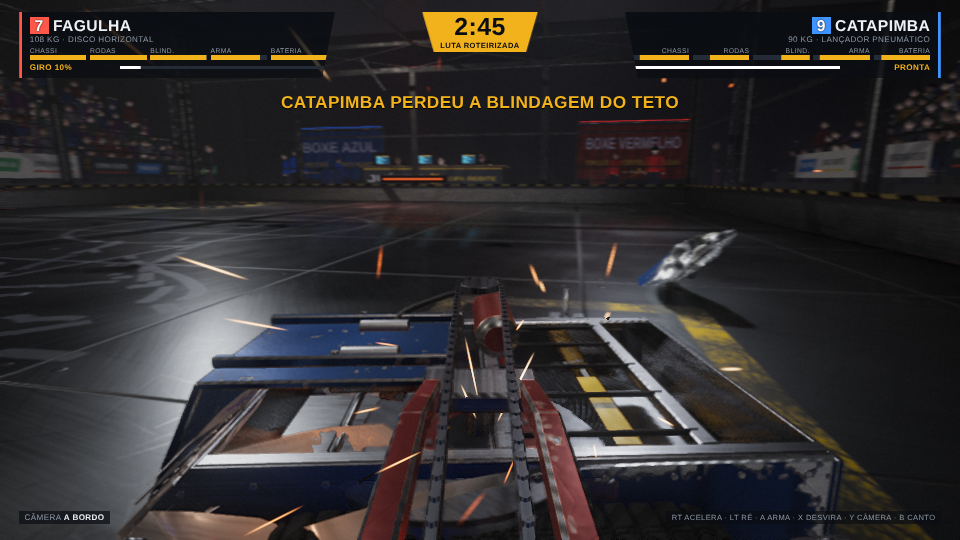 7 FAGULHA
108 KG · DISCO HORIZONTAL
CHASSI RODAS BLIND. ARMA BATERIA
GIRO 10%
2:45
LUTA ROTEIRIZADA
9 CATAPIMBA
90 KG · LANÇADOR PNEUMÁTICO
CHASSI RODAS BLIND. ARMA BATERIA
PRONTA
CATAPIMBA PERDEU A BLINDAGEM DO TETO
BOXE AZUL
BOXE VERMELHO
CÂMERA A BORDO
RT ACELERA · LT RÉ · A ARMA · X DESVIRA · Y CÂMERA · B CANTO